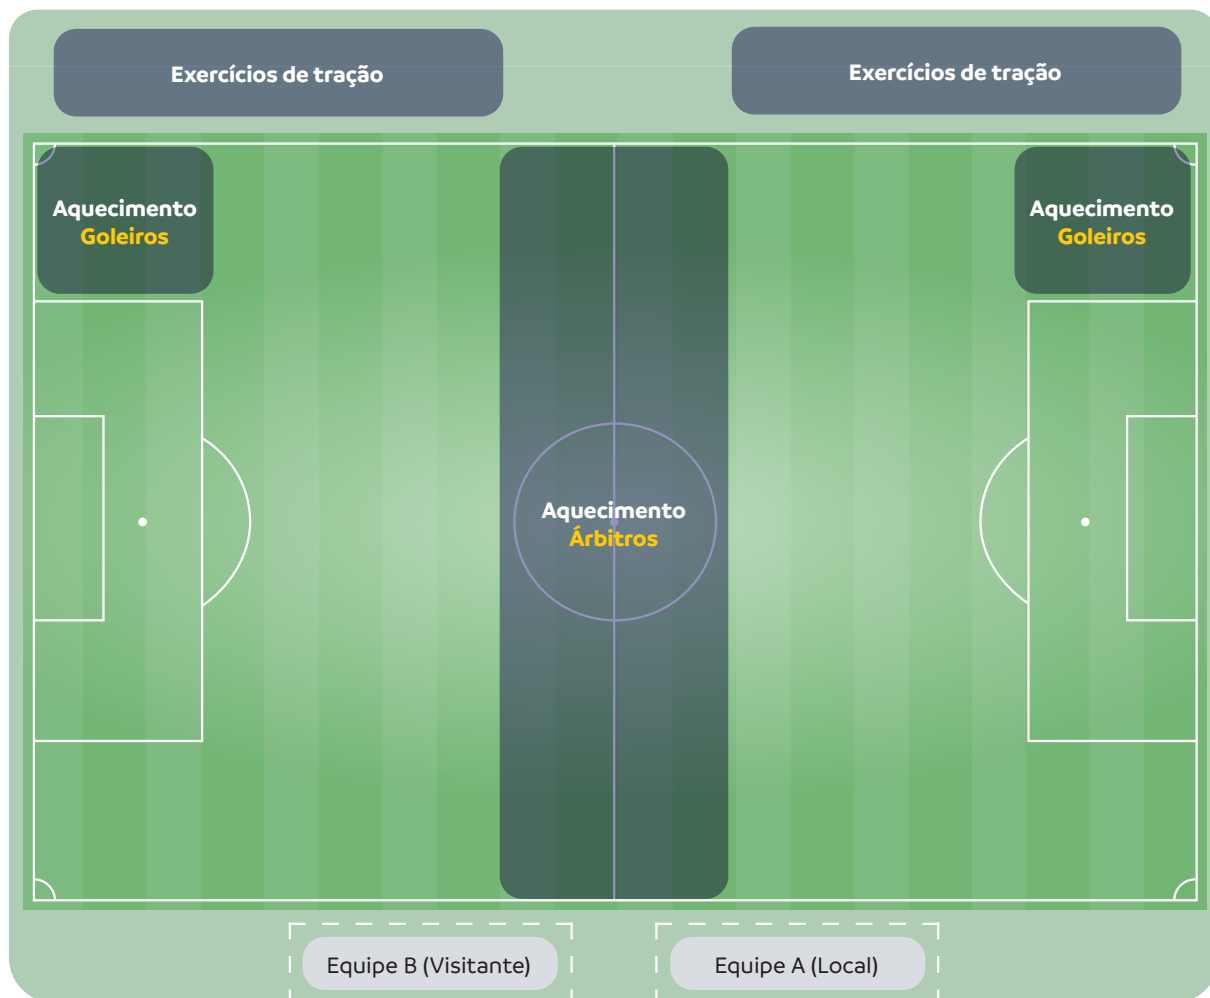 Exercícios de tração
Exercícios de tração
Aquecimento
Goleiros
Aquecimento
Goleiros
Aquecimento
Árbitros
Equipe B (Visitante)
Equipe A (Local)